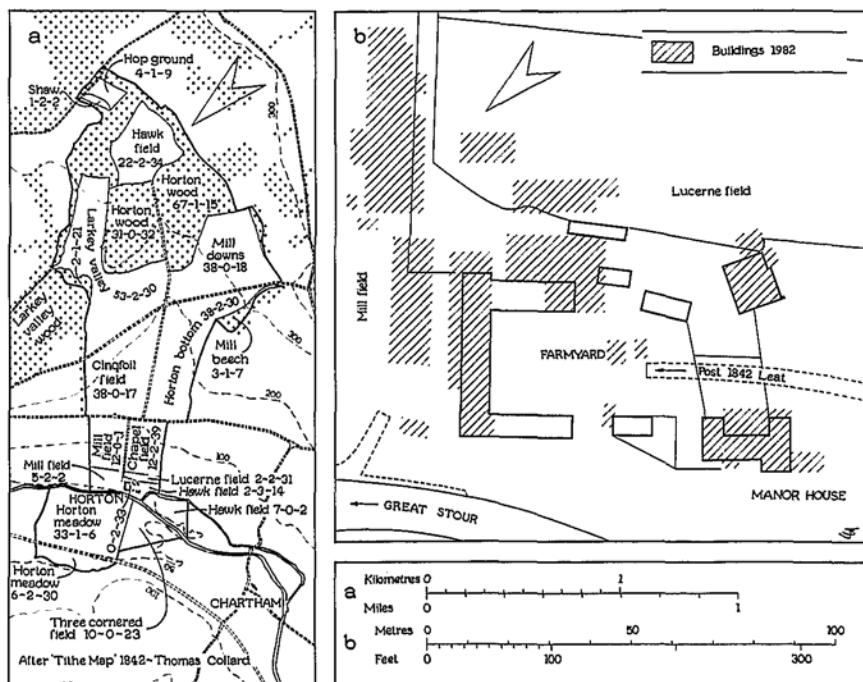 a
Hop ground
4-1-9
Shaw
1-2-2
300
Hawk
field
22-2-34
Horton
wood
67-1-15
Horton
wood
31-0-32
Larkey valley
53-2-30
Mill
downs
38-0-18
Larkey
valley
wood
Horton bottom 38-2-30
300
Mill
beech
3-1-7
Cinqfoil
field
38-0-17
200
Mill
field
12-0-1
Chapel
field
12-2-39
100
Mill field
5-2-2
Lucerne field 2-2-31
Hawk field 2-3-14
HORTON
Hawk field 7-0-2
Horton
meadow
33-1-6
0-2-33
50
Horton
meadow
6-2-30
100
CHARTHAM
Three cornered
field 10-0-23
After 'Tithe Map' 1842~Thomas Collard
b
Buildings 1982
Lucerne field
Mill field
FARMYARD
Post 1842 Leat
MANOR HOUSE
GREAT STOUR
a
Kilometres 0 1
Miles 0 1
b
Metres 0 50 100
Feet 0 100 300